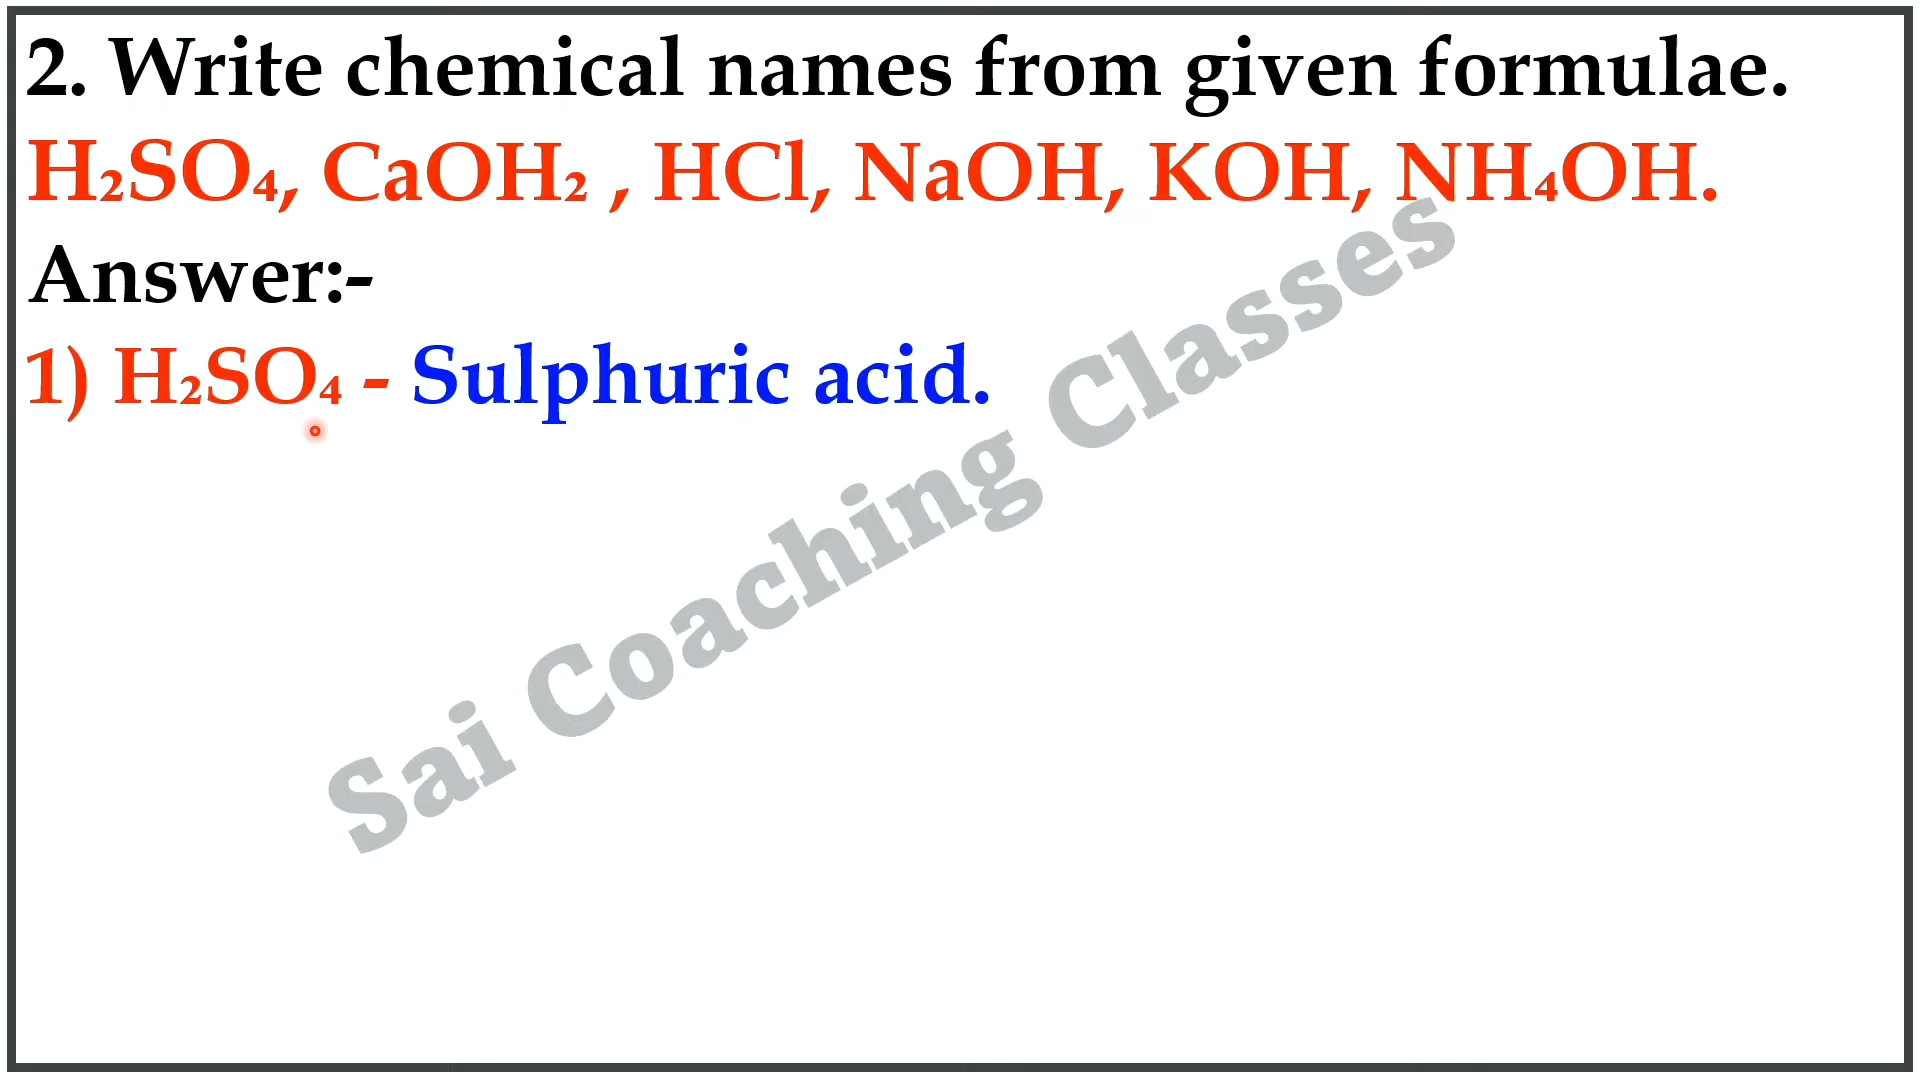 2. Write chemical names from given formulae.
H₂SO₄, CaOH₂ , HCl, NaOH, KOH, NH₄OH.
Answer:-
1) H₂SO₄ - Sulphuric acid.
Sai Coaching Classes